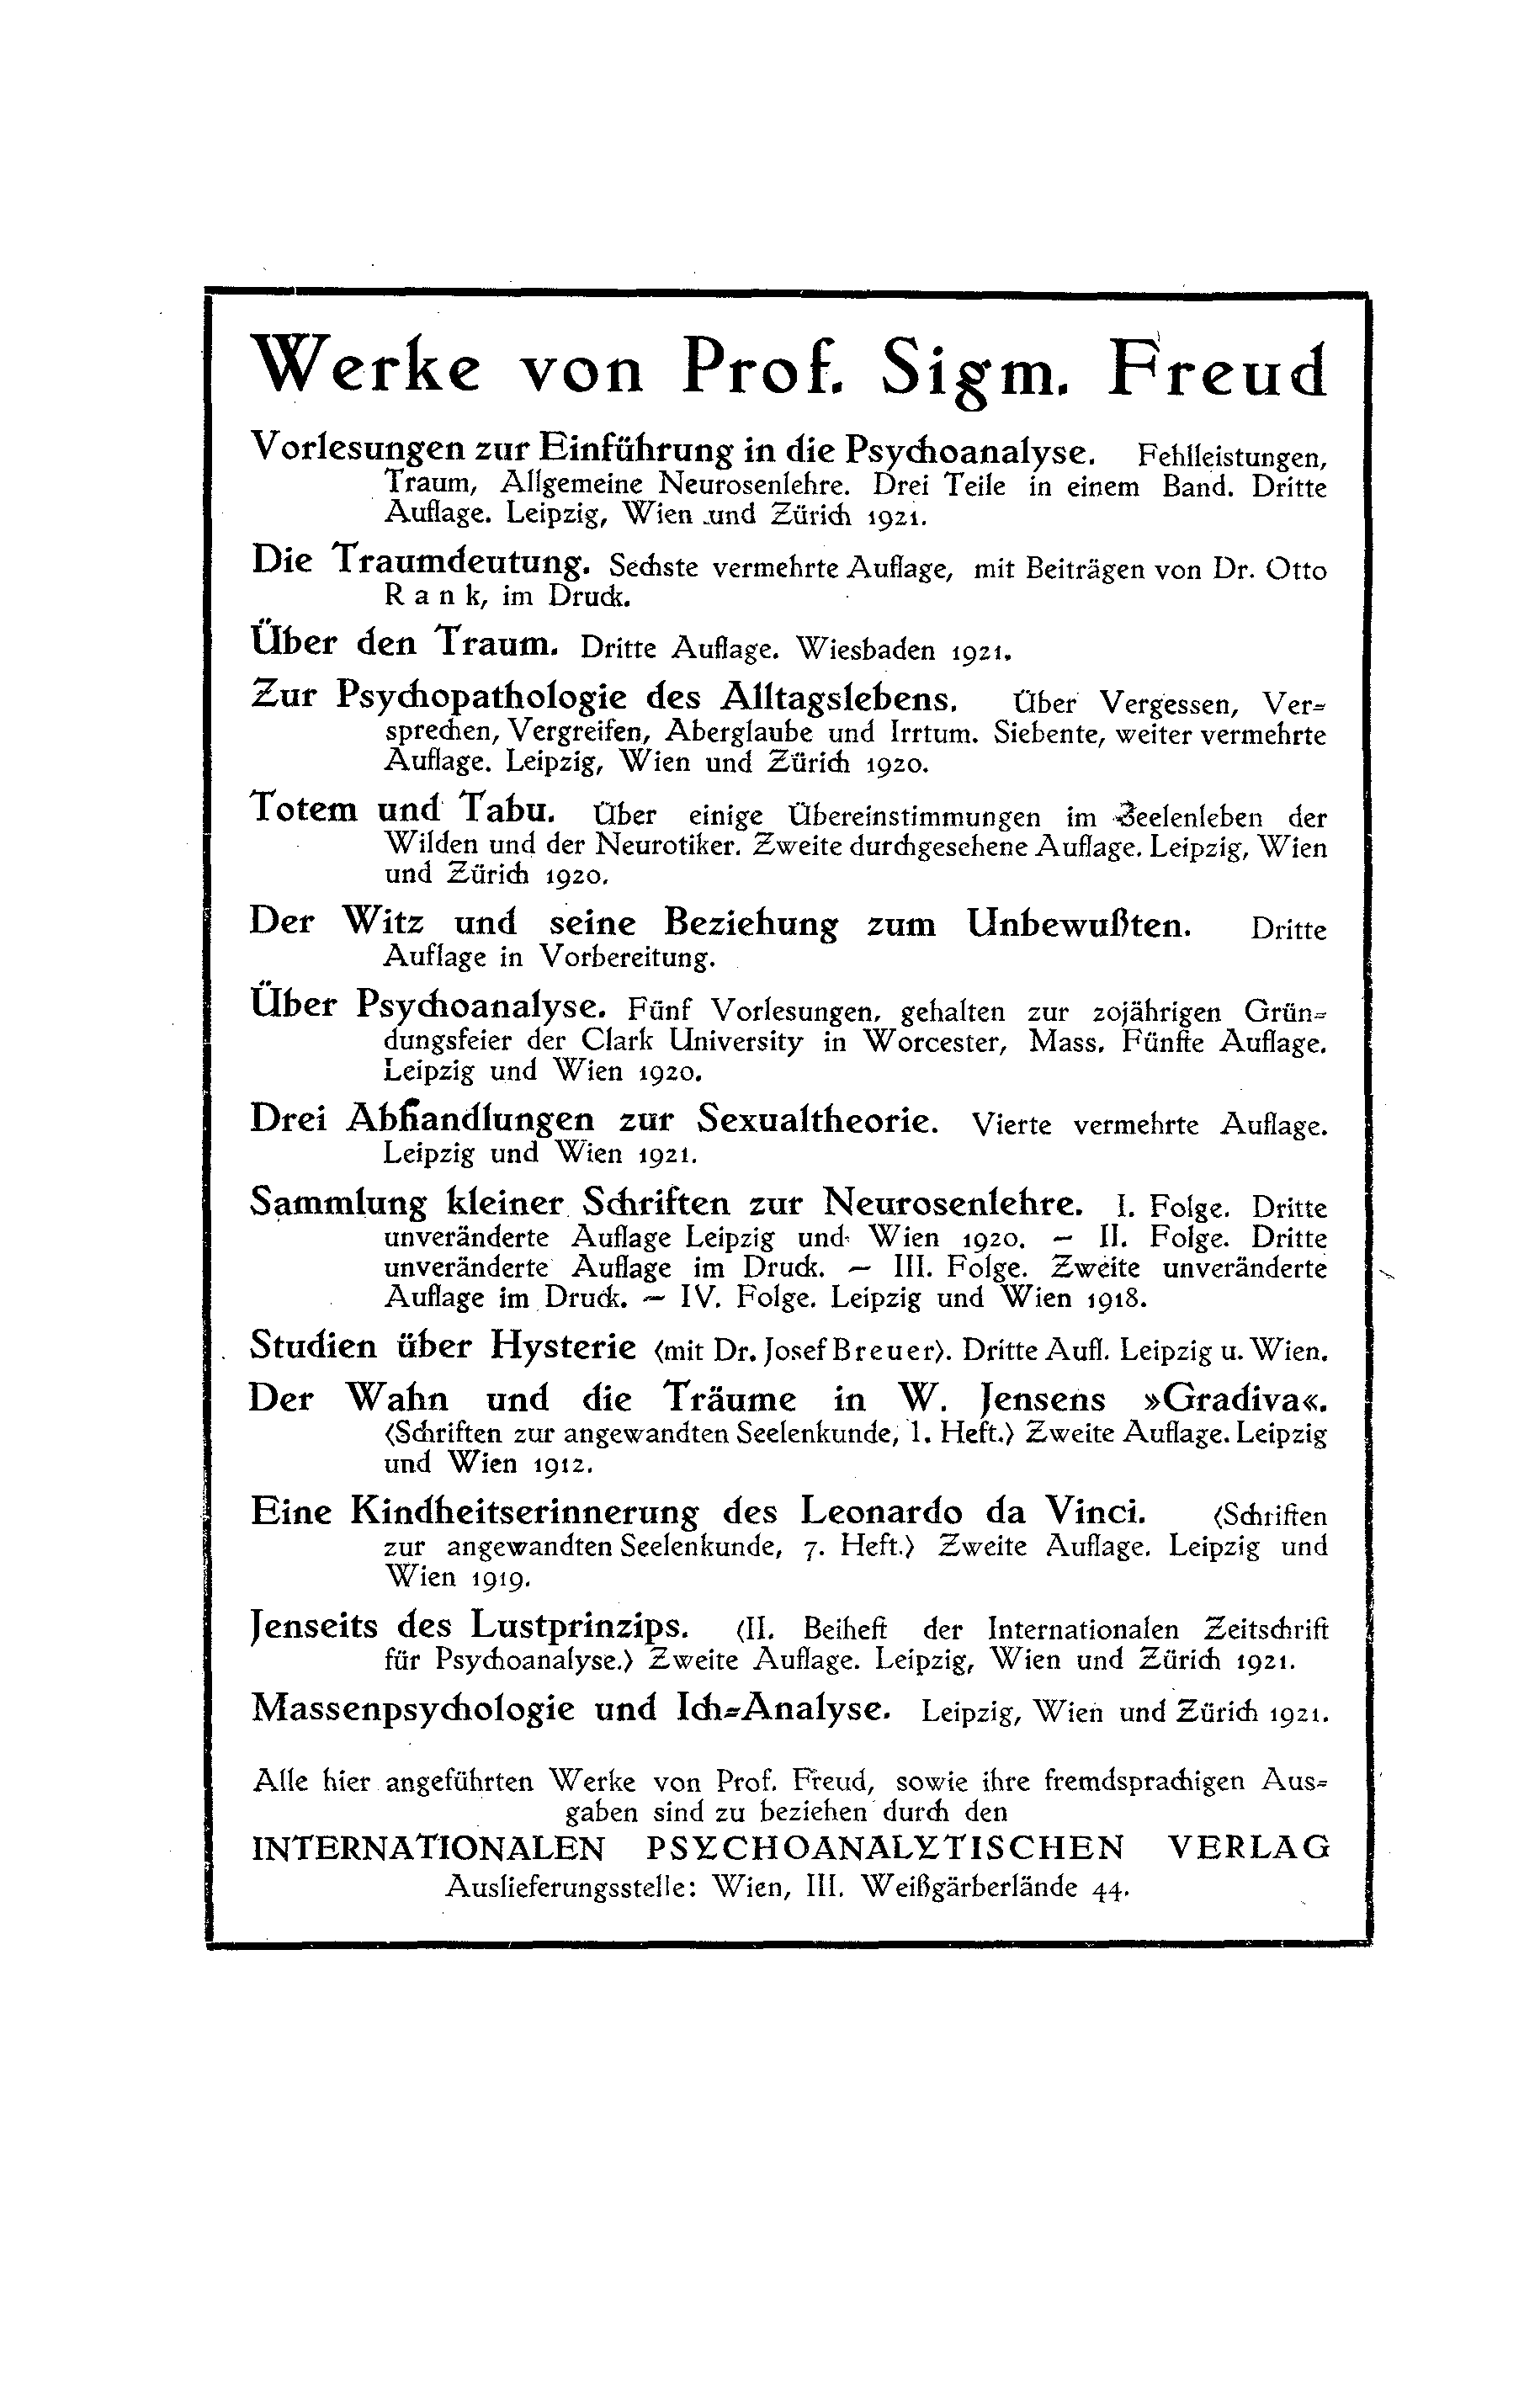 Werke von Prof. Sigm. Freud
Vorlesungen zur Einführung in die Psychoanalyse. Fehlleistungen,
Traum, Allgemeine Neurosenlehre. Drei Teile in einem Band. Dritte
Auflage. Leipzig, Wien und Zürich 1921.
Die Traumdeutung. Sechste vermehrte Auflage, mit Beiträgen von Dr. Otto
Rank, im Druck.
Über den Traum. Dritte Auflage. Wiesbaden 1921.
Zur Psychopathologie des Alltagslebens. Über Vergessen, Ver-
sprechen, Vergreifen, Aberglaube und Irrtum. Siebente, weiter vermehrte
Auflage. Leipzig, Wien und Zürich 1920.
Totem und Tabu. Über einige Übereinstimmungen im Seelenleben der
Wilden und der Neurotiker. Zweite durchgesehene Auflage. Leipzig, Wien
und Zürich 1920.
Der Witz und seine Beziehung zum Unbewußten. Dritte
Auflage in Vorbereitung.
Über Psychoanalyse. Fünf Vorlesungen, gehalten zur 20jährigen Grün-
dungsfeier der Clark University in Worcester, Mass. Fünfte Auflage.
Leipzig und Wien 1920.
Drei Abhandlungen zur Sexualtheorie. Vierte vermehrte Auflage.
Leipzig und Wien 1921.
Sammlung kleiner Schriften zur Neurosenlehre. I. Folge. Dritte
unveränderte Auflage Leipzig und Wien 1920. — II. Folge. Dritte
unveränderte Auflage im Druck. — III. Folge. Zweite unveränderte
Auflage im Druck. — IV. Folge. Leipzig und Wien 1918.
Studien über Hysterie (mit Dr. Josef Breuer). Dritte Aufl. Leipzig u. Wien.
Der Wahn und die Träume in W. Jensens »Gradiva«.
(Schriften zur angewandten Seelenkunde, 1. Heft.) Zweite Auflage. Leipzig
und Wien 1912.
Eine Kindheitserinnerung des Leonardo da Vinci. (Schriften
zur angewandten Seelenkunde, 7. Heft.) Zweite Auflage. Leipzig und
Wien 1919.
Jenseits des Lustprinzips. (II. Beiheft der Internationalen Zeitschrift
für Psychoanalyse.) Zweite Auflage. Leipzig, Wien und Zürich 1921.
Massenpsychologie und Ich-Analyse. Leipzig, Wien und Zürich 1921.
Alle hier angeführten Werke von Prof. Freud, sowie ihre fremdsprachigen Aus-
gaben sind zu beziehen durch den
INTERNATIONALEN PSYCHOANALYTISCHEN VERLAG
Auslieferungsstelle: Wien, III. Weißgärberlände 44.